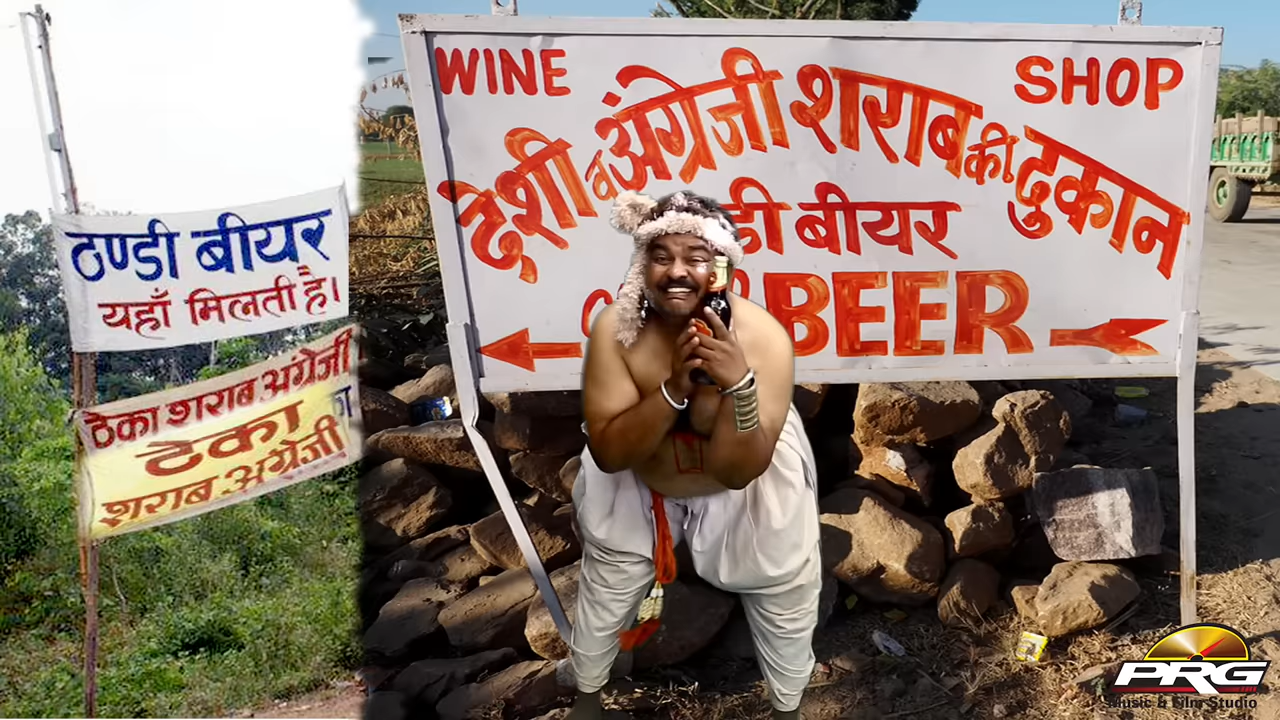 ठण्डी बीयर
यहाँ मिलती है।
ठेका शराब अंग्रेजी
ठेका का
शराब अंग्रेजी
WINE SHOP
देशी व अंग्रेजी शराब की दुकान
डी बीयर
BEER
PRG
Music & Film Studio